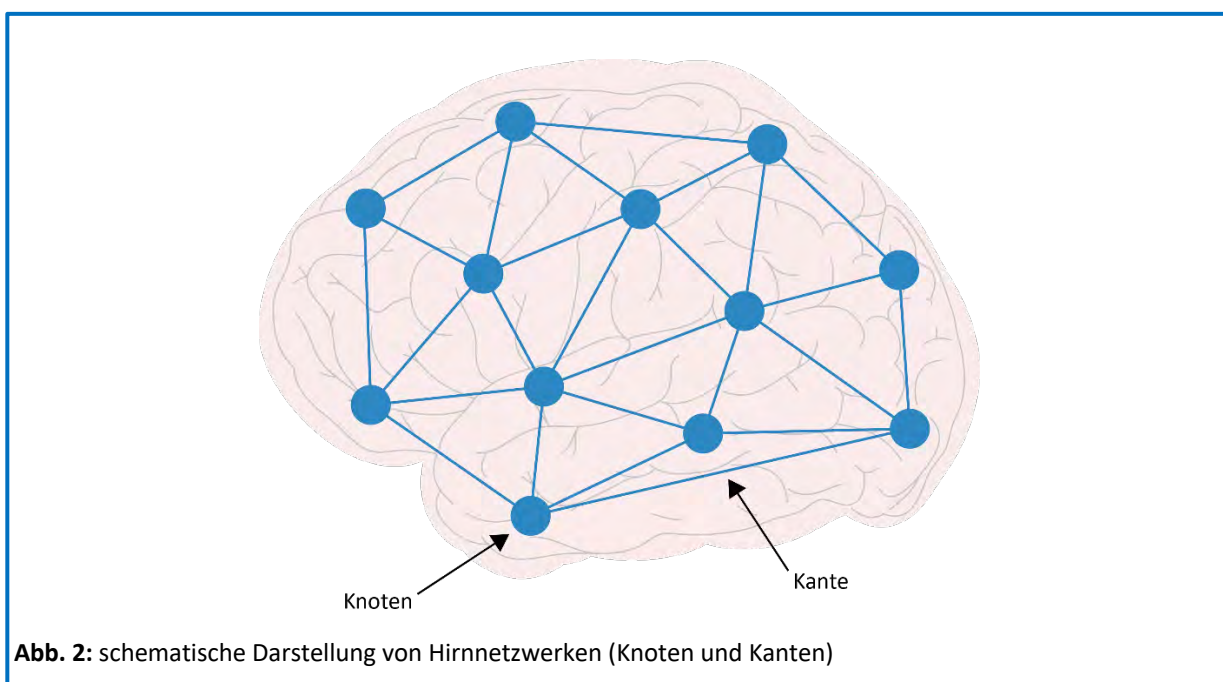 Knoten
Kante
Abb. 2: schematische Darstellung von Hirnnetzwerken (Knoten und Kanten)